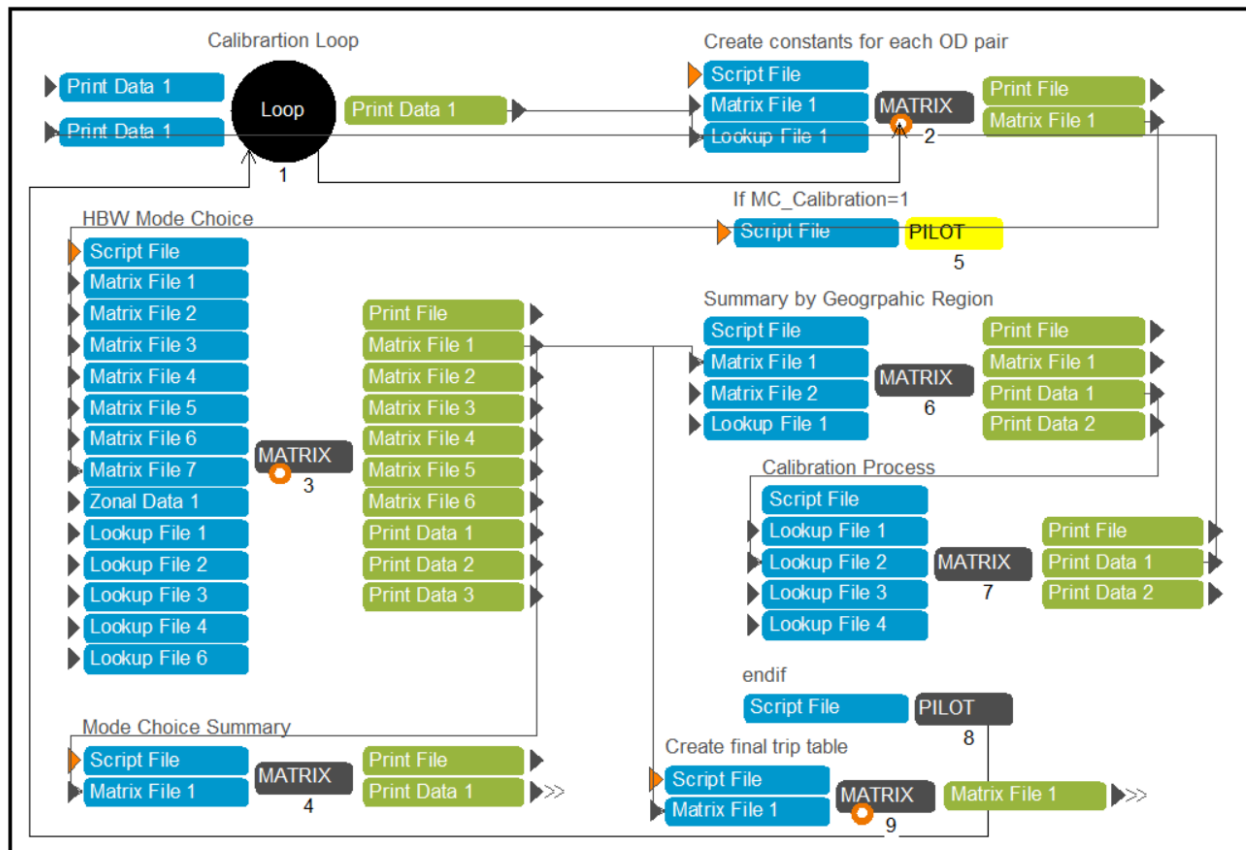 Calibrartion Loop
Print Data 1
Print Data 1
Loop
Print Data 1
1
Create constants for each OD pair
Script File
Matrix File 1
Lookup File 1
MATRIX
2
Print File
Matrix File 1
HBW Mode Choice
Script File
Matrix File 1
Matrix File 2
Matrix File 3
Matrix File 4
Matrix File 5
Matrix File 6
Matrix File 7
Zonal Data 1
Lookup File 1
Lookup File 2
Lookup File 3
Lookup File 4
Lookup File 6
MATRIX
3
Print File
Matrix File 1
Matrix File 2
Matrix File 3
Matrix File 4
Matrix File 5
Matrix File 6
Print Data 1
Print Data 2
Print Data 3
Mode Choice Summary
Script File
Matrix File 1
MATRIX
4
Print File
Print Data 1
If MC_Calibration=1
Script File
PILOT
5
Summary by Geogrpahic Region
Script File
Matrix File 1
Matrix File 2
Lookup File 1
MATRIX
6
Print File
Matrix File 1
Print Data 1
Print Data 2
Calibration Process
Script File
Lookup File 1
Lookup File 2
Lookup File 3
Lookup File 4
MATRIX
7
Print File
Print Data 1
Print Data 2
endif
Script File
PILOT
8
Create final trip table
Script File
Matrix File 1
MATRIX
9
Matrix File 1